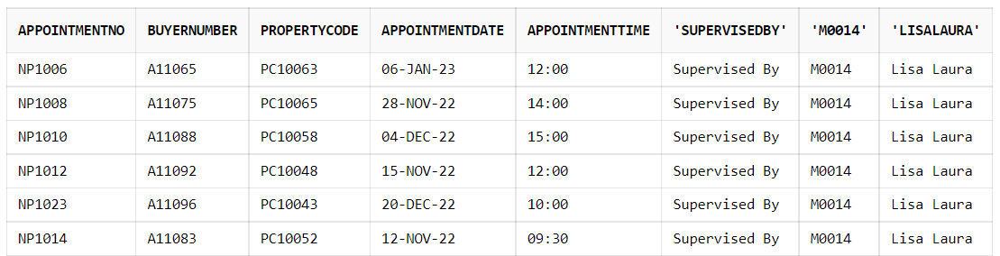 APPOINTMENTNO BUYERNUMBER PROPERTYCODE APPOINTMENTDATE APPOINTMENTTIME 'SUPERVISEDBY' 'M0014' 'LISALAURA'
NP1006 A11065 PC10063 06-JAN-23 12:00 Supervised By M0014 Lisa Laura
NP1008 A11075 PC10065 28-NOV-22 14:00 Supervised By M0014 Lisa Laura
NP1010 A11088 PC10058 04-DEC-22 15:00 Supervised By M0014 Lisa Laura
NP1012 A11092 PC10048 15-NOV-22 12:00 Supervised By M0014 Lisa Laura
NP1023 A11096 PC10043 20-DEC-22 10:00 Supervised By M0014 Lisa Laura
NP1014 A11083 PC10052 12-NOV-22 09:30 Supervised By M0014 Lisa Laura